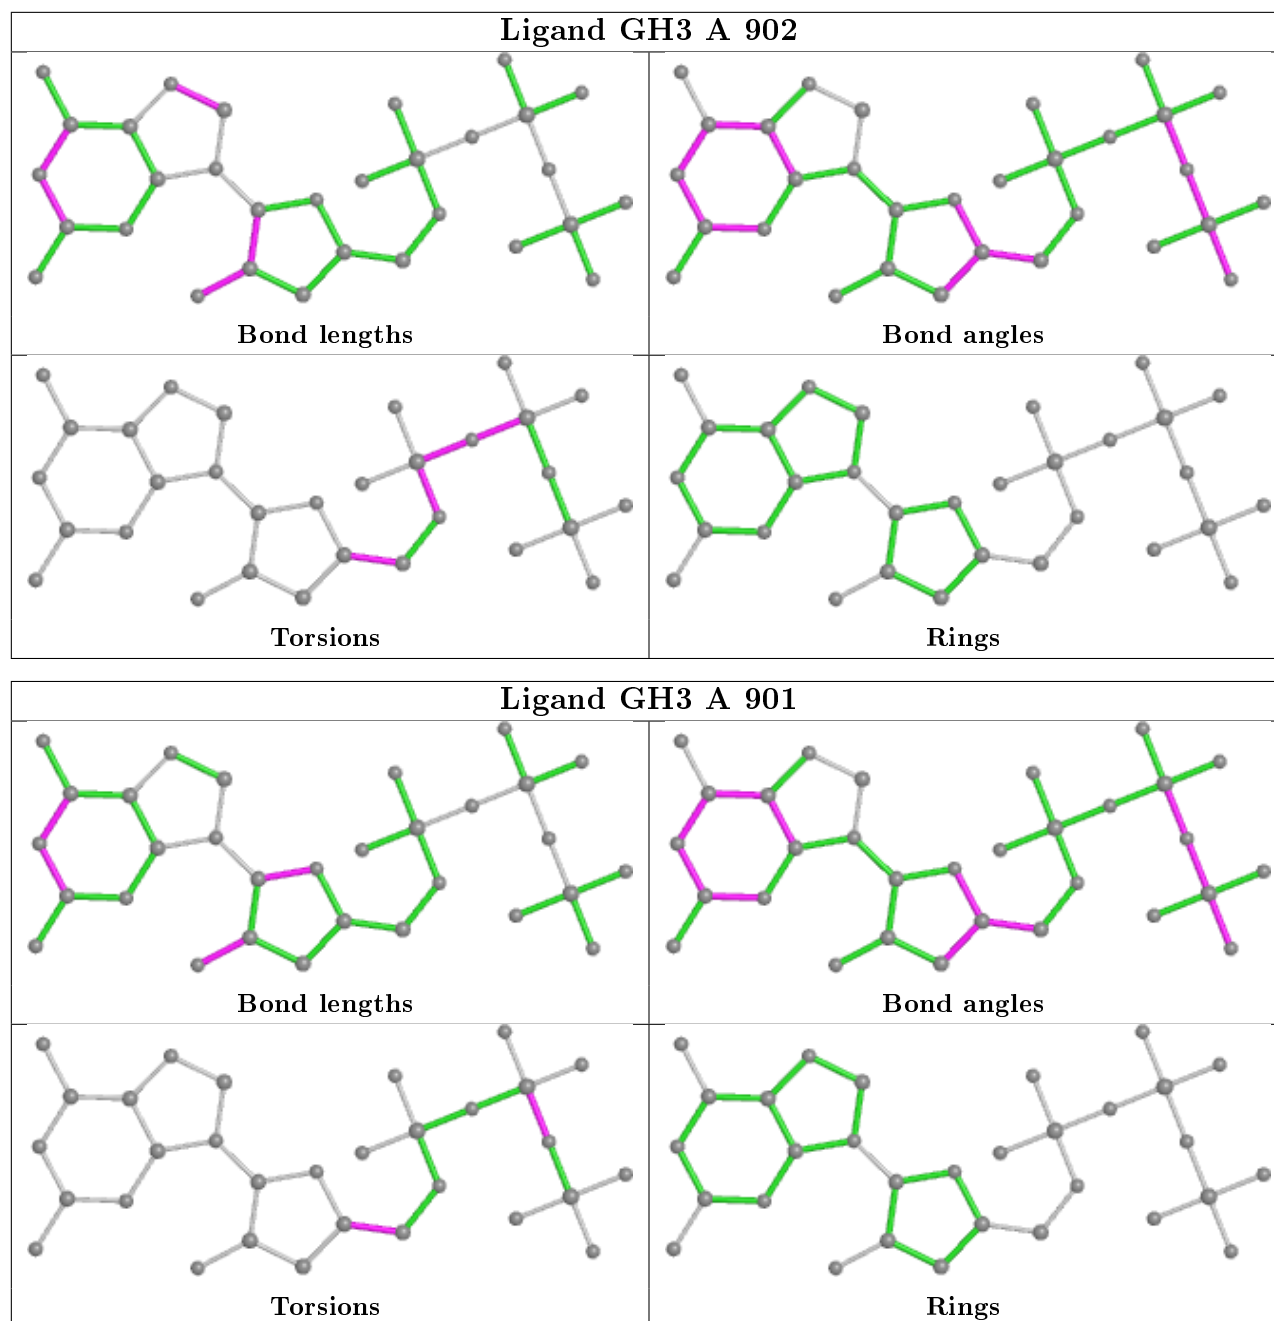 Ligand GH3 A 902
Bond lengths
Bond angles
Torsions
Rings
Ligand GH3 A 901
Bond lengths
Bond angles
Torsions
Rings